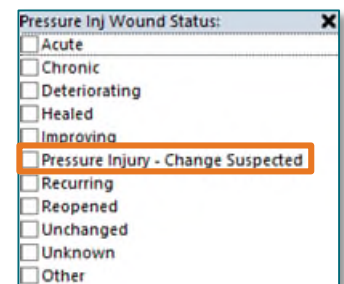 Pressure Inj Wound Status:
Acute
Chronic
Deteriorating
Healed
Improving
Pressure Injury - Change Suspected
Recurring
Reopened
Unchanged
Unknown
Other